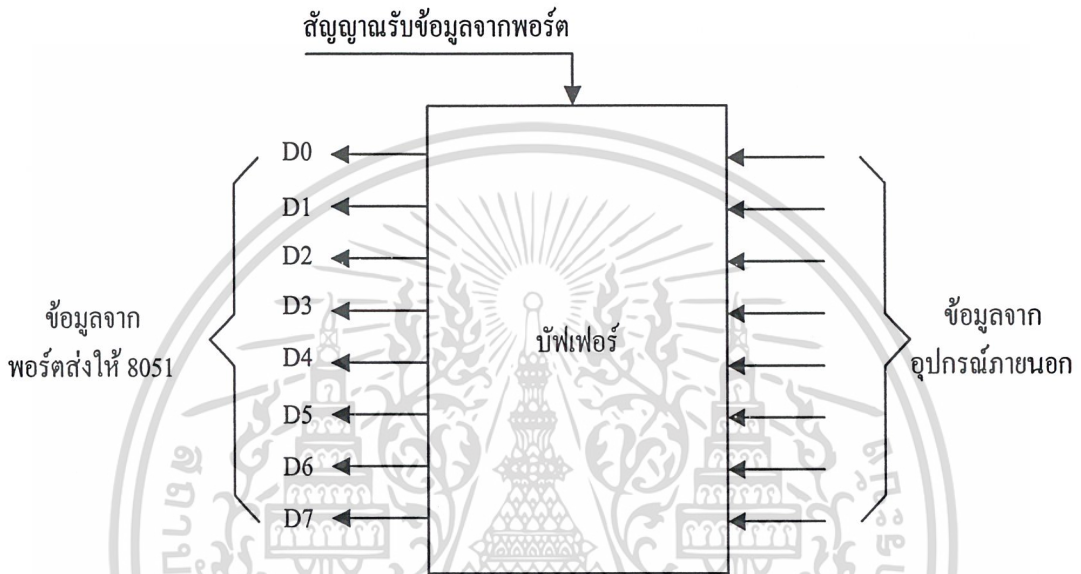 สัญญาณรับข้อมูลจากพอร์ต
D0
D1
D2
D3
D4
D5
D6
D7
ข้อมูลจาก
พอร์ตส่งให้ 8051
บัฟเฟอร์
ข้อมูลจาก
อุปกรณ์ภายนอก